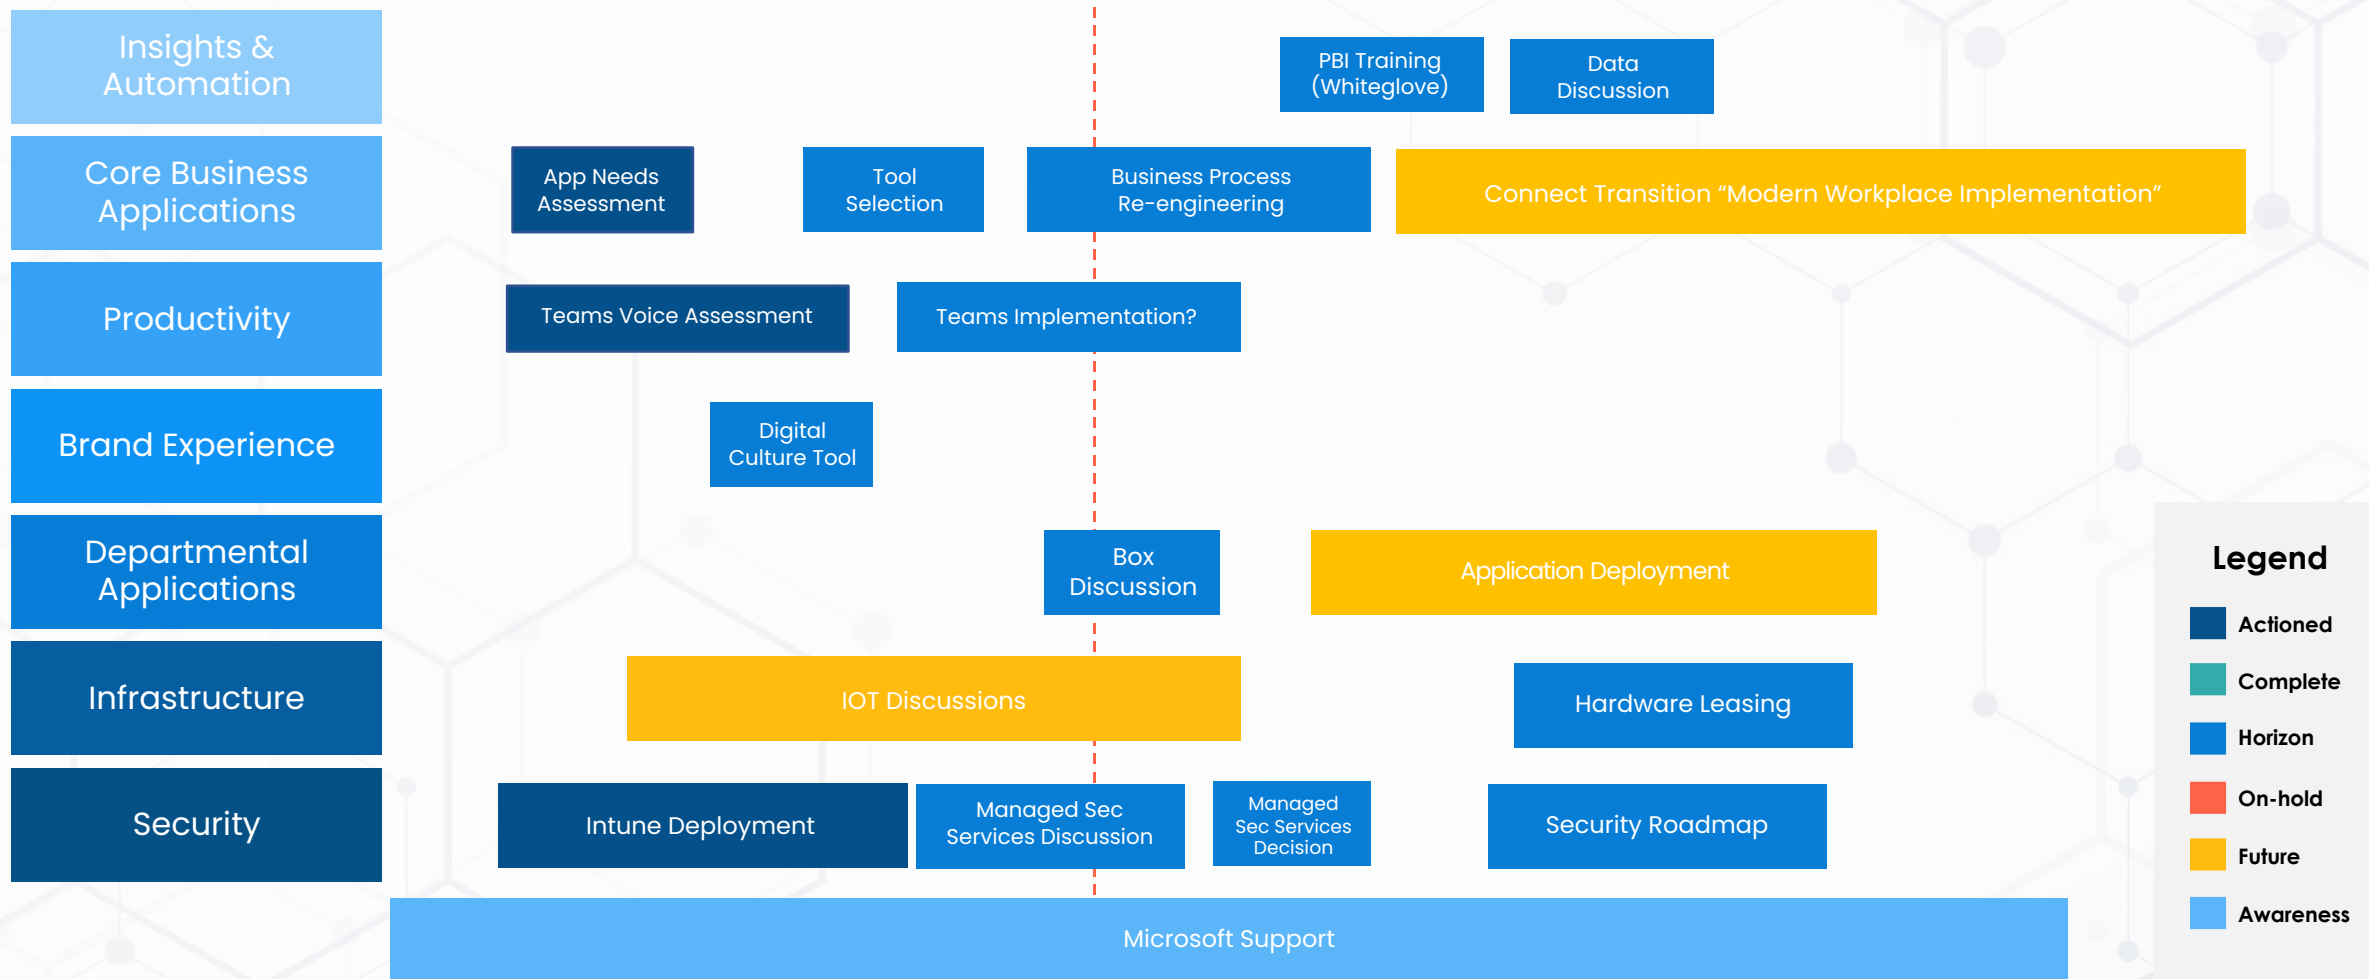 Insights &
Automation
PBI Training
(Whiteglove)
Data
Discussion
Core Business
Applications
App Needs
Assessment
Tool
Selection
Business Process
Re-engineering
Connect Transition “Modern Workplace Implementation”
Productivity
Teams Voice Assessment
Teams Implementation?
Brand Experience
Digital
Culture Tool
Departmental
Applications
Box
Discussion
Application Deployment
Infrastructure
IOT Discussions
Hardware Leasing
Security
Intune Deployment
Managed Sec
Services Discussion
Managed
Sec Services
Decision
Security Roadmap
Microsoft Support
Legend
Actioned
Complete
Horizon
On-hold
Future
Awareness